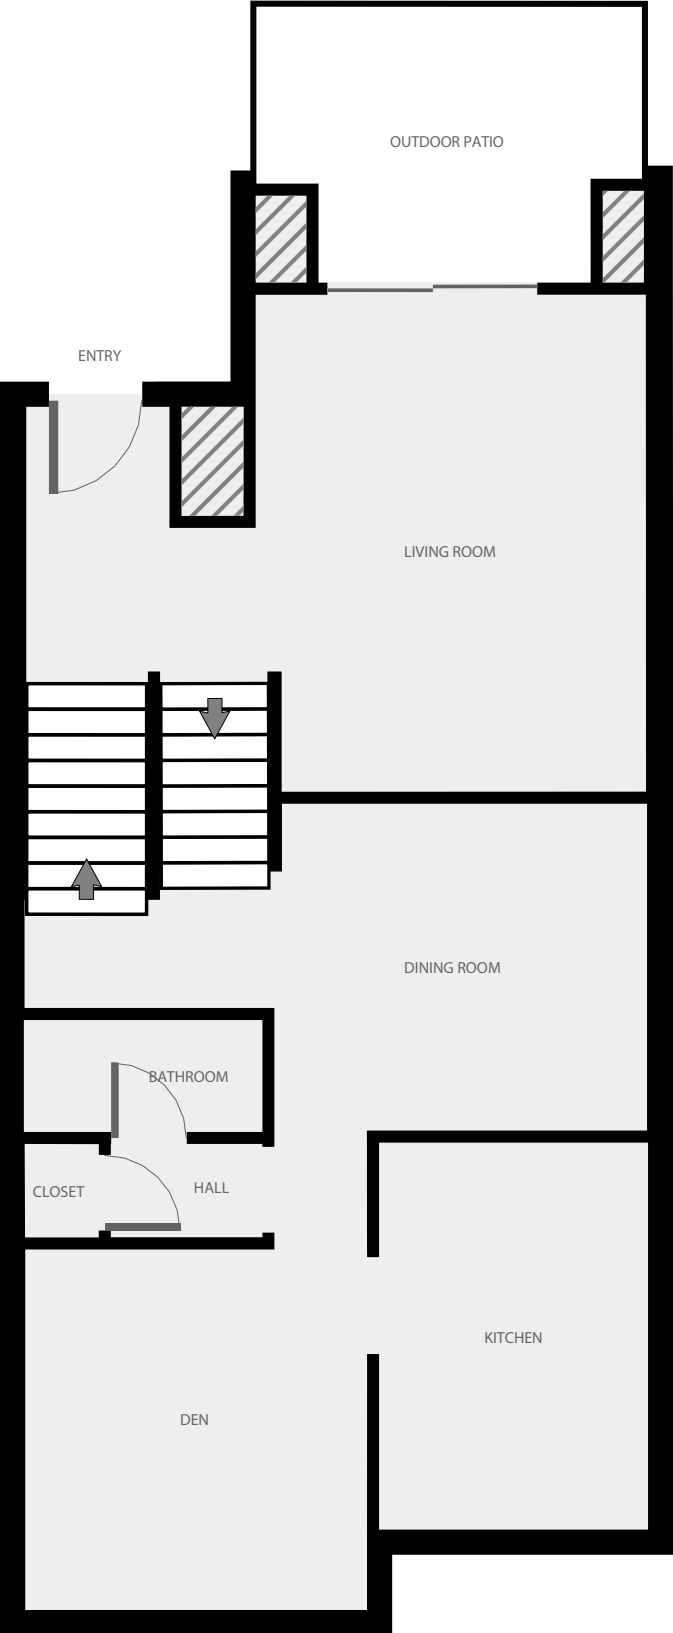 OUTDOOR PATIO
ENTRY
LIVING ROOM
DINING ROOM
BATHROOM
CLOSET
HALL
KITCHEN
DEN